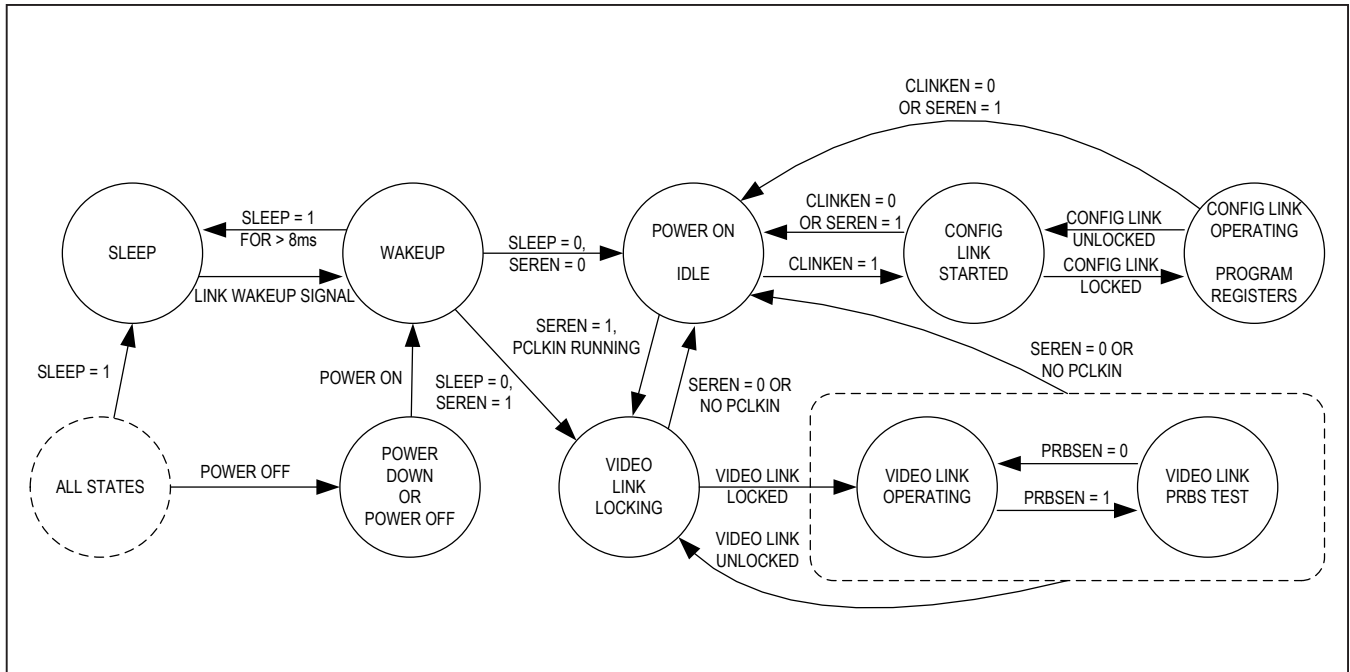 CLINKEN = 0
OR SEREN = 1
SLEEP = 1
FOR > 8ms
SLEEP
LINK WAKEUP SIGNAL
WAKEUP
SLEEP = 0,
SEREN = 0
POWER ON
IDLE
CLINKEN = 0
OR SEREN = 1
CLINKEN = 1
CONFIG
LINK
STARTED
CONFIG LINK
UNLOCKED
CONFIG LINK
LOCKED
CONFIG LINK
OPERATING
PROGRAM
REGISTERS
SLEEP = 1
POWER ON
SLEEP = 0,
SEREN = 1
SEREN = 1,
PCLKIN RUNNING
SEREN = 0 OR
NO PCLKIN
SEREN = 0 OR
NO PCLKIN
ALL STATES
POWER OFF
POWER
DOWN
OR
POWER OFF
VIDEO
LINK
LOCKING
VIDEO LINK
LOCKED
VIDEO LINK
OPERATING
PRBSEN = 0
PRBSEN = 1
VIDEO LINK
PRBS TEST
VIDEO LINK
UNLOCKED